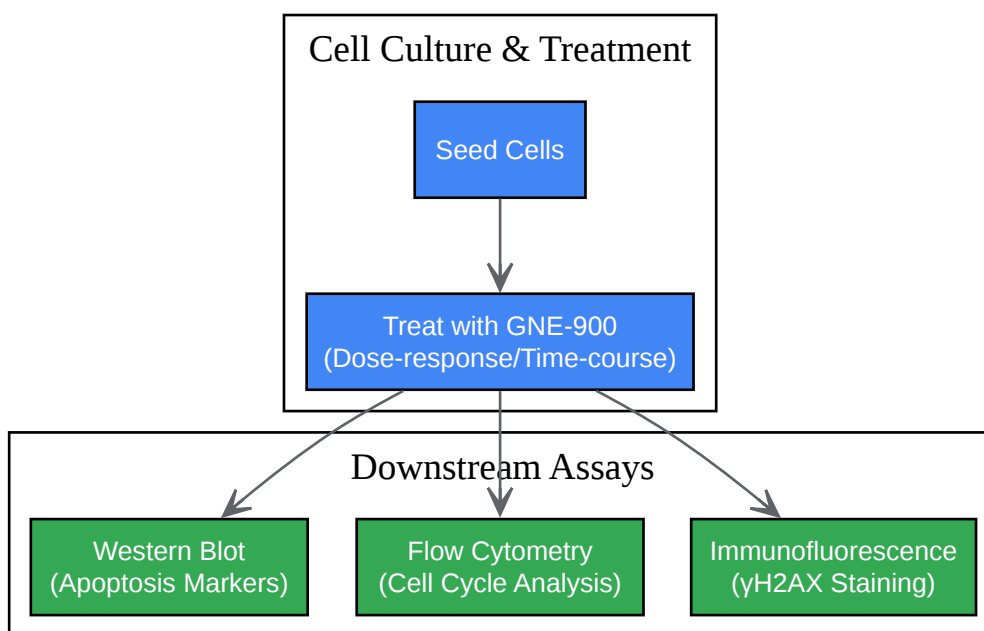 Cell Culture & Treatment
Seed Cells
Treat with GNE-900
(Dose-response/Time-course)
Downstream Assays
Western Blot
(Apoptosis Markers)
Flow Cytometry
(Cell Cycle Analysis)
Immunofluorescence
(γH2AX Staining)